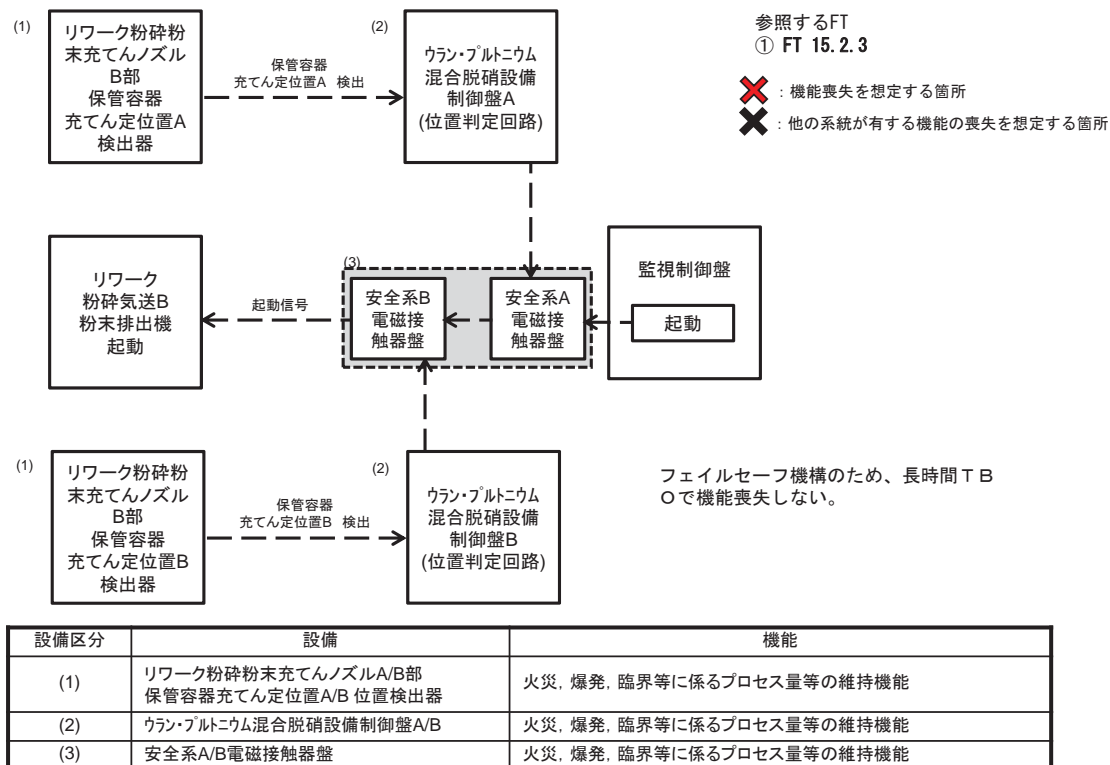 (1)
リワーク粉砕粉
末充てんノズル
B部
保管容器
充てん定位置A
検出器
保管容器
充てん定位置A 検出
(2)
ウラン・プルトニウム
混合脱硝設備
制御盤A
(位置判定回路)
参照するFT
① FT 15.2.3
：機能喪失を想定する箇所
：他の系統が有する機能の喪失を想定する箇所
リワーク
粉砕気送B
粉末排出機
起動
起動信号
(3)
安全系B
電磁接
触器盤
安全系A
電磁接
触器盤
監視制御盤
起動
(1)
リワーク粉砕粉
末充てんノズル
B部
保管容器
充てん定位置B
検出器
保管容器
充てん定位置B 検出
(2)
ウラン・プルトニウム
混合脱硝設備
制御盤B
(位置判定回路)
フェイルセーフ機構のため、長時間ＴＢ
Ｏで機能喪失しない。
設備区分 設備 機能
(1) リワーク粉砕粉末充てんノズルA/B部
保管容器充てん定位置A/B 位置検出器 火災，爆発，臨界等に係るプロセス量等の維持機能
(2) ウラン・プルトニウム混合脱硝設備制御盤A/B 火災，爆発，臨界等に係るプロセス量等の維持機能
(3) 安全系A/B電磁接触器盤 火災，爆発，臨界等に係るプロセス量等の維持機能